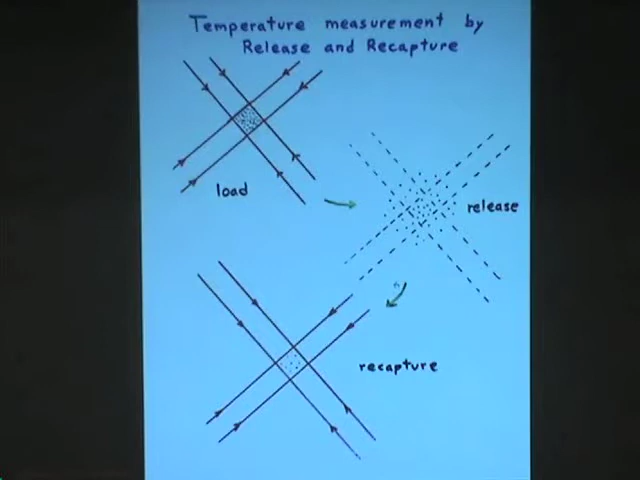 Temperature measurement by
Release and Recapture
load
release
recapture